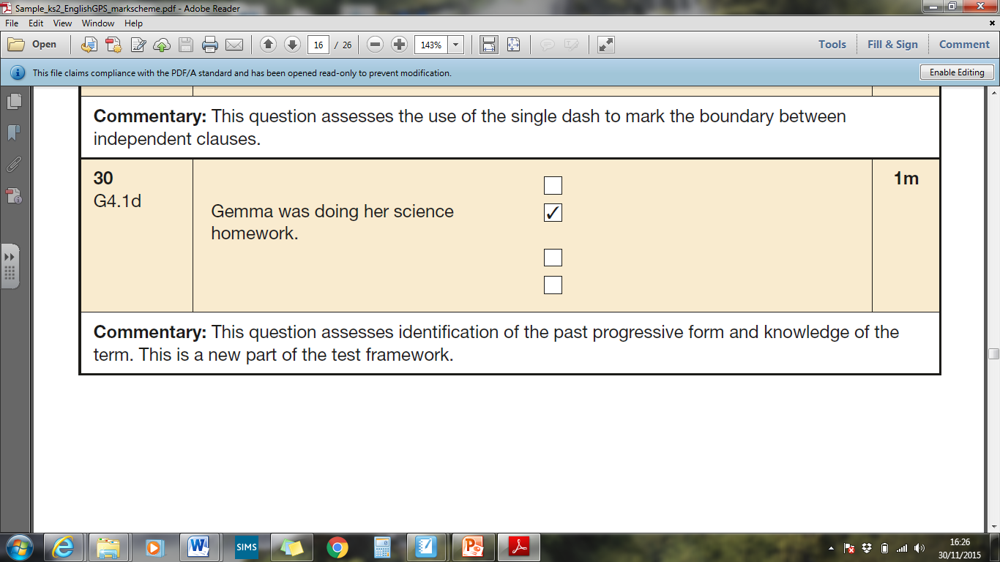 Sample_ks2_EnglishGPS_markscheme.pdf - Adobe Reader
File Edit View Window Help
Open 16 / 26 143% Tools Fill & Sign Comment
This file claims compliance with the PDF/A standard and has been opened read-only to prevent modification. Enable Editing
Commentary: This question assesses the use of the single dash to mark the boundary between
independent clauses.
30 1m
G4.1d
Gemma was doing her science
homework.
Commentary: This question assesses identification of the past progressive form and knowledge of the
term. This is a new part of the test framework.
SIMS
16:26
30/11/2015